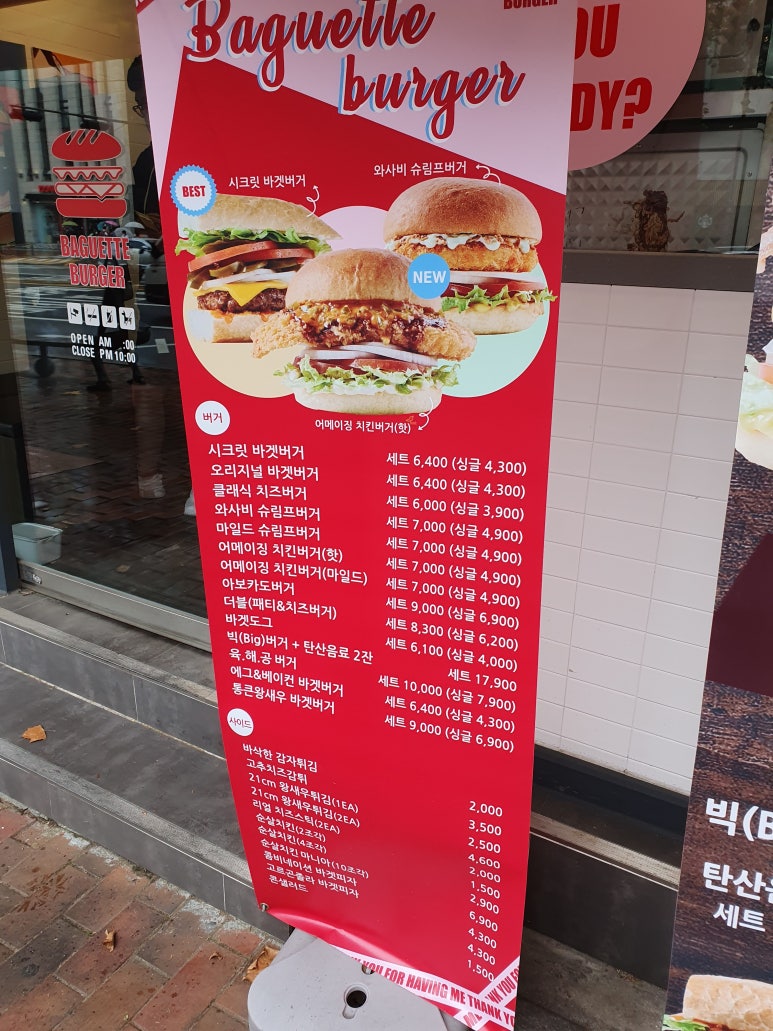 Baguette
burger
BURGER
OU
DY?
BEST
시크릿 바겟버거
와사비 슈림프버거
NEW
어메이징 치킨버거(핫)
BAGUETTE
BURGER
OPEN AM :00
CLOSE PM 10:00
버거
시크릿 바겟버거 세트 6,400 (싱글 4,300)
오리지널 바겟버거 세트 6,400 (싱글 4,300)
클래식 치즈버거 세트 6,000 (싱글 3,900)
와사비 슈림프버거 세트 7,000 (싱글 4,900)
마일드 슈림프버거 세트 7,000 (싱글 4,900)
어메이징 치킨버거(핫) 세트 7,000 (싱글 4,900)
어메이징 치킨버거(마일드) 세트 7,000 (싱글 4,900)
아보카도버거 세트 9,000 (싱글 6,900)
더블(패티&치즈버거) 세트 8,300 (싱글 6,200)
바겟도그 세트 6,100 (싱글 4,000)
빅(Big)버거 + 탄산음료 2잔 세트 17,900
육.해.공 버거 세트 10,000 (싱글 7,900)
에그&베이컨 바겟버거 세트 6,400 (싱글 4,300)
통큰왕새우 바겟버거 세트 9,000 (싱글 6,900)
사이드
바삭한 감자튀김 2,000
고추치즈감튀 3,500
21cm 왕새우튀김(1EA) 2,500
21cm 왕새우튀김(2EA) 4,600
리얼 치즈스틱(2EA) 2,000
순살치킨(2조각) 1,500
순살치킨(4조각) 2,900
순살치킨 마니아(10조각) 6,900
콤비네이션 바겟피자 4,300
고르곤졸라 바겟피자 4,300
콘샐러드 1,500
YOU FOR HAVING ME THANK YO
NK YOU FO
빅(B
탄산음
세트